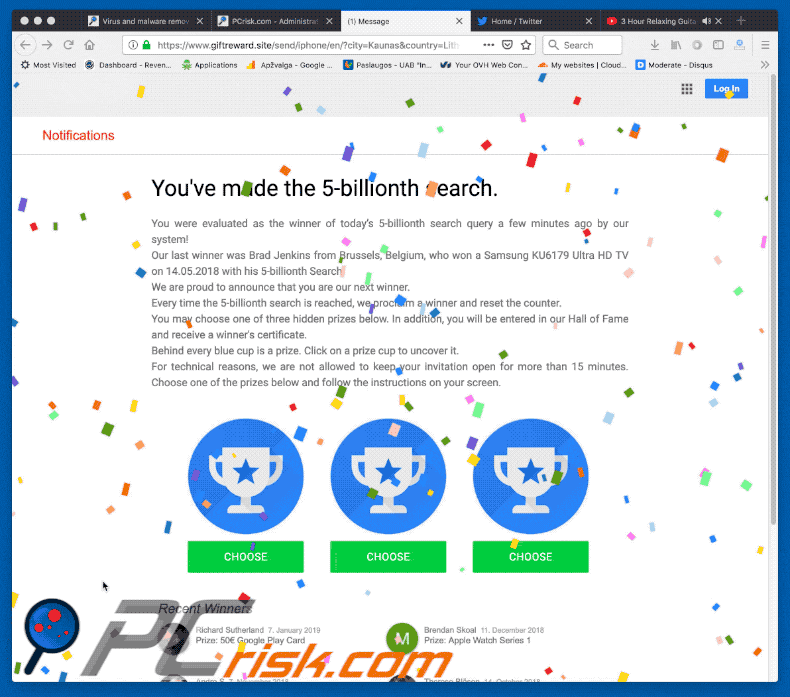 Virus and malware remov
PCrisk.com - Administrat
(1) Message
Home / Twitter
3 Hour Relaxing Guita
https://www.giftreward.site/send/iphone/en/?city=Kaunas&country=Lith
Search
Most Visited
Dashboard - Reven...
Applications
Apžvalga - Google ...
Paslaugos - UAB "In...
Your OVH Web Con...
My websites | Cloud...
Moderate - Disqus
Log In
Notifications
You've made the 5-billionth search.
You were evaluated as the winner of today's 5-billionth search query a few minutes ago by our
system!
Our last winner was Brad Jenkins from Brussels, Belgium, who won a Samsung KU6179 Ultra HD TV
on 14.05.2018 with his 5-billionth Search
We are proud to announce that you are our next winner.
Every time the 5-billionth search is reached, we proclaim a winner and reset the counter.
You may choose one of three hidden prizes below. In addition, you will be entered in our Hall of Fame
and receive a winner's certificate.
Behind every blue cup is a prize. Click on a prize cup to uncover it.
For technical reasons, we are not allowed to keep your invitation open for more than 15 minutes.
Choose one of the prizes below and follow the instructions on your screen.
CHOOSE CHOOSE CHOOSE
Recent Winners
Richard Sutherland 7. January 2019
Prize: 50€ Google Play Card
M
Brendan Skoal 11. December 2018
Prize: Apple Watch Series 1
PCrisk.com